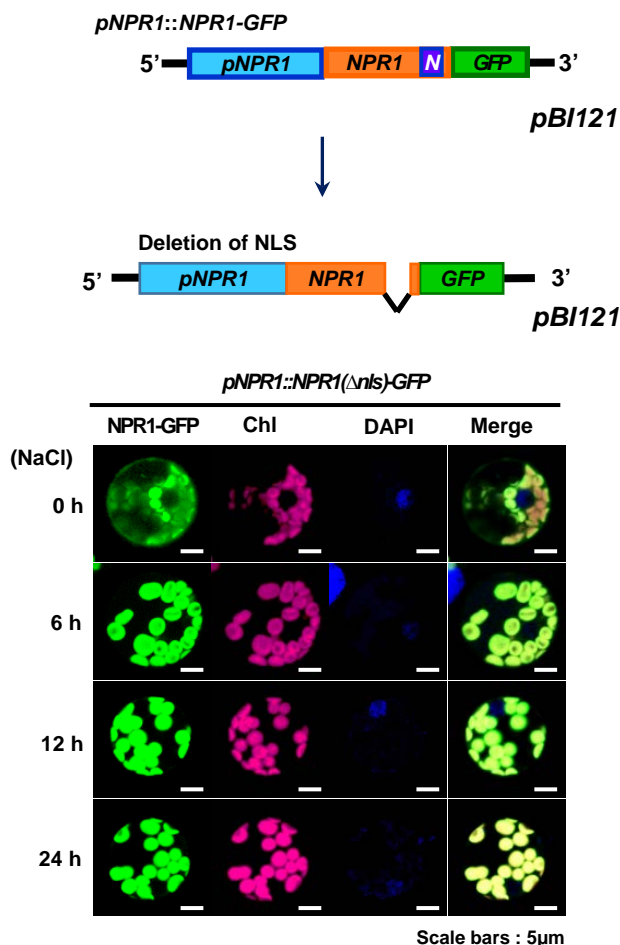 pNPR1::NPR1-GFP
5’ pNPR1 NPR1 N GFP 3’
pBI121
Deletion of NLS
5’ pNPR1 NPR1 GFP 3’
pBI121
pNPR1::NPR1(Δnls)-GFP
NPR1-GFP Chl DAPI Merge
(NaCl)
0 h
6 h
12 h
24 h
Scale bars : 5μm